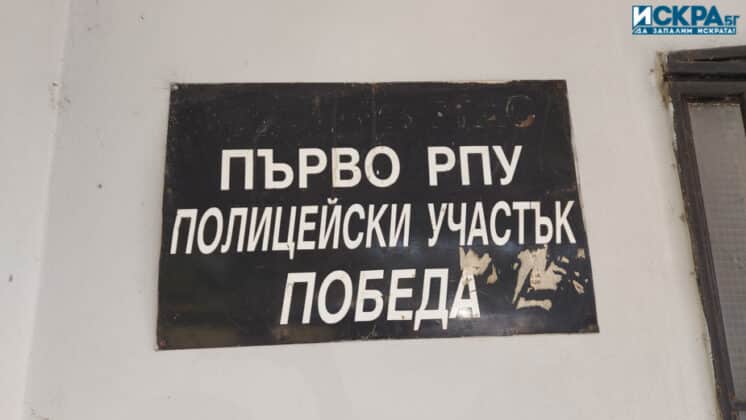 ИСКРА.БГ
ДА ЗАПАЛИМ ИСКРАТА!
ПЪРВО РПУ
ПОЛИЦЕЙСКИ УЧАСТЪК
ПОБЕДА